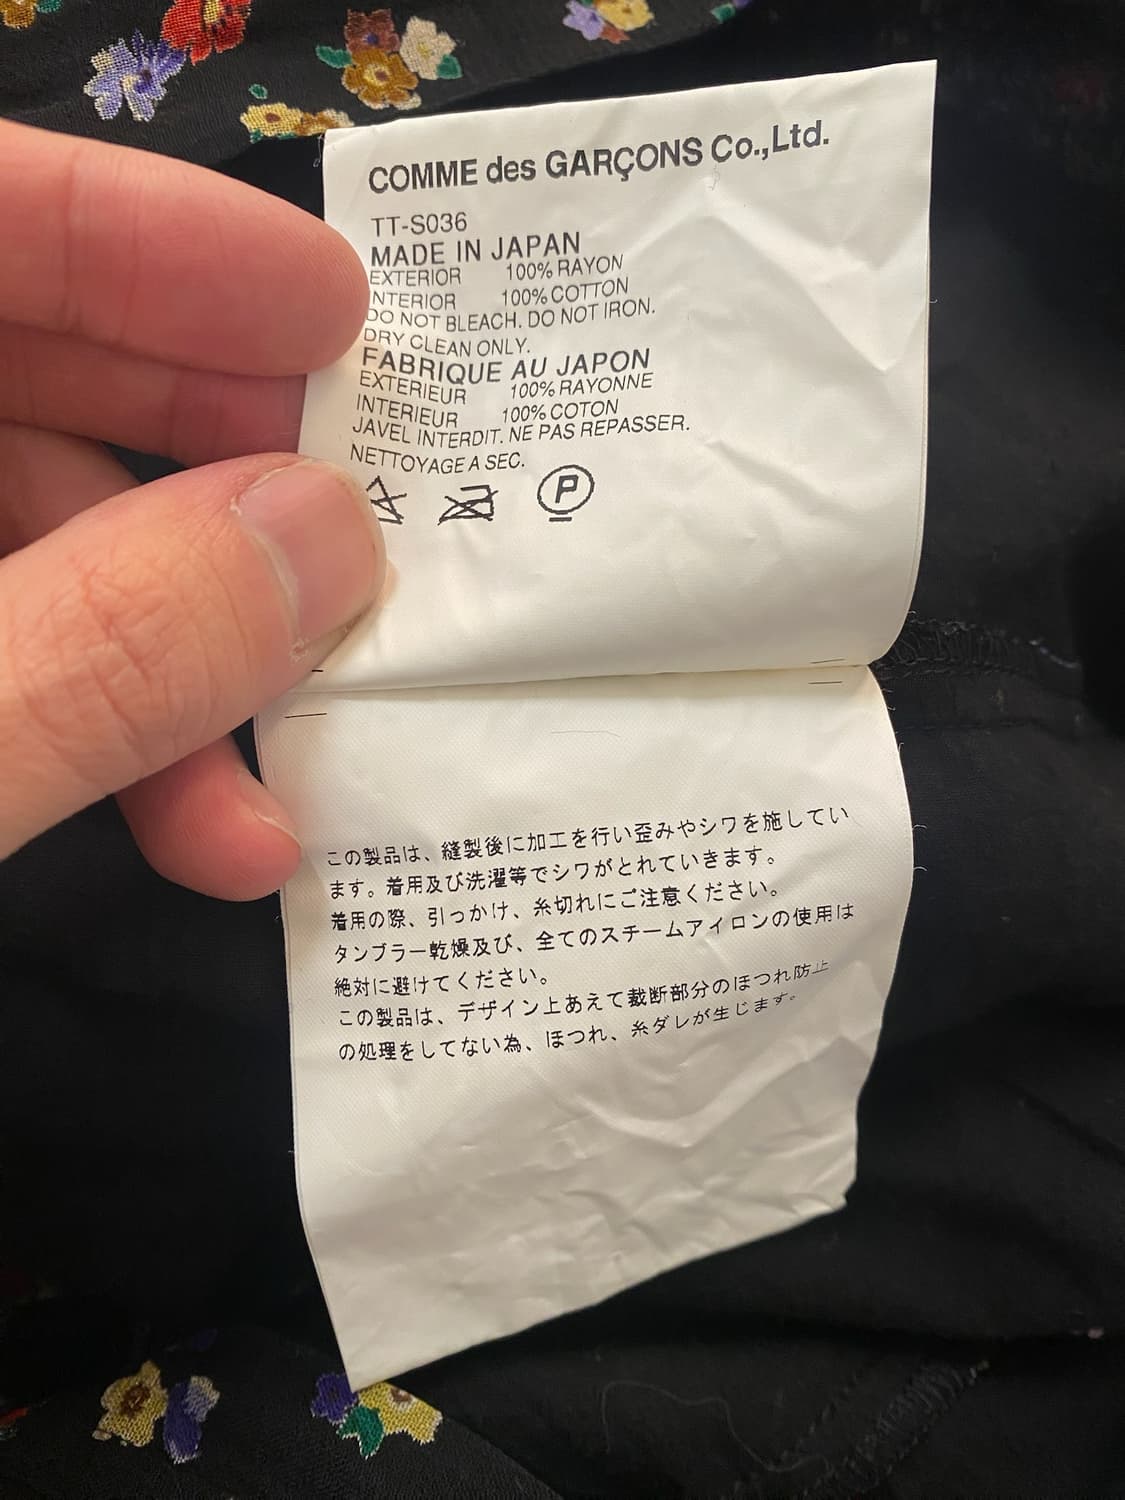 COMME des GARÇONS Co.,Ltd.
TT-S036
MADE IN JAPAN
EXTERIOR 100% RAYON
NTERIOR 100% COTTON
DO NOT BLEACH. DO NOT IRON.
DRY CLEAN ONLY.
FABRIQUE AU JAPON
EXTERIEUR 100% RAYONNE
INTERIEUR 100% COTON
JAVEL INTERDIT. NE PAS REPASSER.
NETTOYAGE A SEC.
P
この製品は、縫製後に加工を行い歪みやシワを施してい
ます。着用及び洗濯等でシワがとれていきます。
着用の際、引っかけ、糸切れにご注意ください。
タンブラー乾燥及び、全てのスチームアイロンの使用は
絶対に避けてください。
この製品は、デザイン上あえて裁断部分のほつれ防止
の処理をしてない為、ほつれ、糸ダレが生じます。